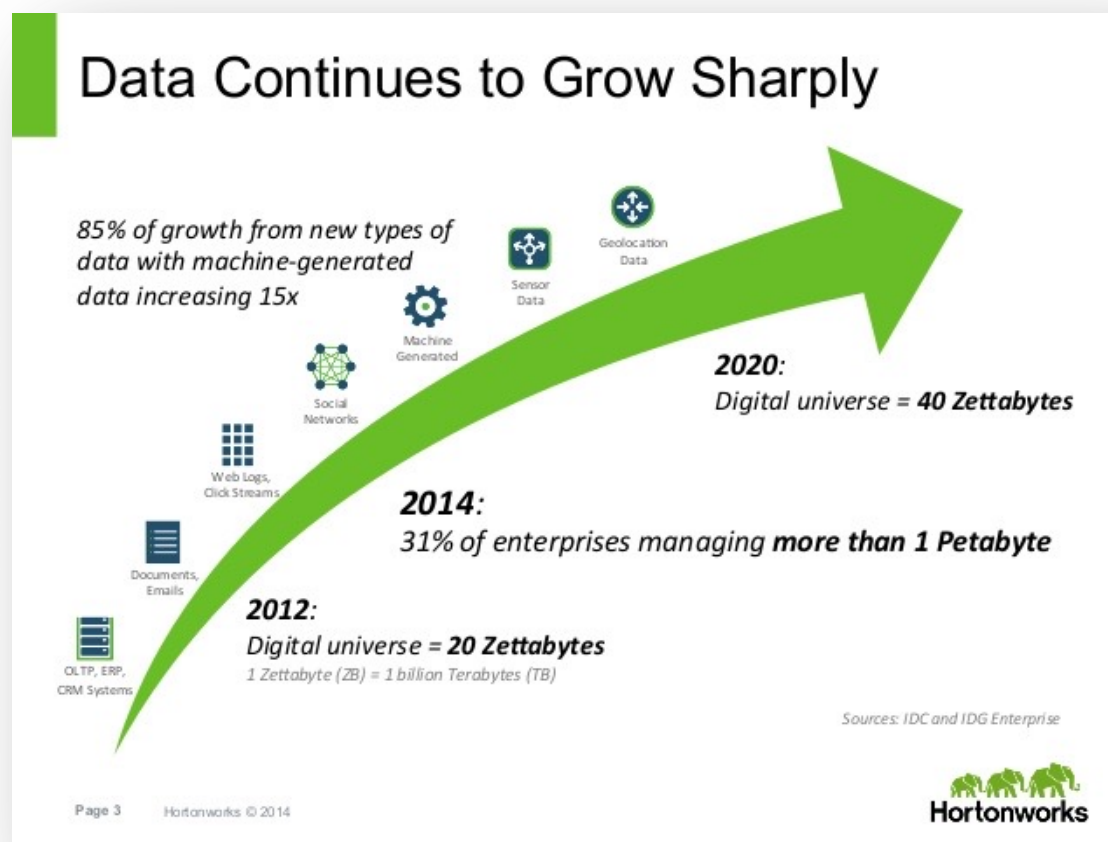 Data Continues to Grow Sharply
85% of growth from new types of
data with machine-generated
data increasing 15x
Geolocation
Data
Sensor
Data
Machine
Generated
Social
Networks
Web Logs,
Click Streams
Documents,
Emails
OLTP, ERP,
CRM Systems
2020:
Digital universe = 40 Zettabytes
2014:
31% of enterprises managing more than 1 Petabyte
2012:
Digital universe = 20 Zettabytes
1 Zettabyte (ZB) = 1 billion Terabytes (TB)
Sources: IDC and IDG Enterprise
Page 3 Hortonworks © 2014
Hortonworks